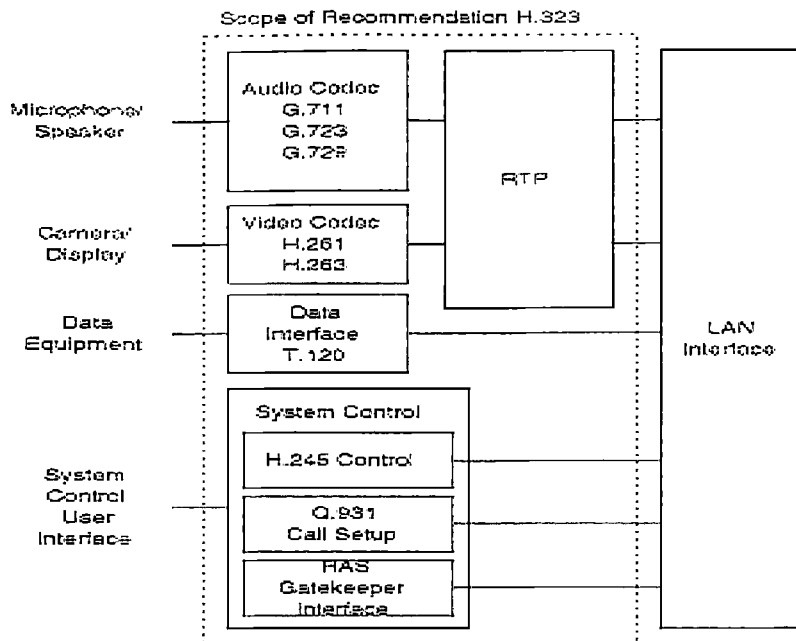 Scope of Recommendation H.323
Microphone/
Speaker
Audio Codec
G.711
G.723
G.729
RTP
Camera/
Display
Video Codec
H.261
H.263
Data
Equipment
Data
Interface
T.120
LAN
Interface
System
Control
User
Interface
System Control
H.245 Control
Q.931
Call Setup
RAS
Gatekeeper
Interface